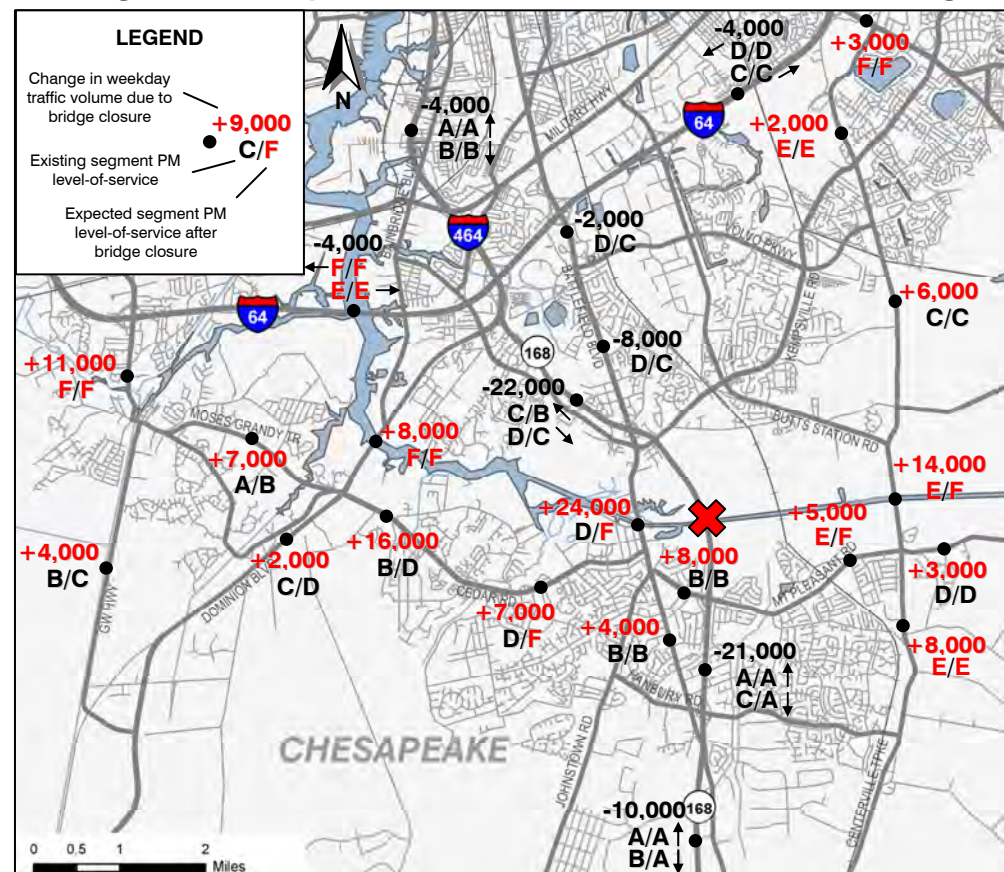 LEGEND
Change in weekday
traffic volume due to
bridge closure
+9,000
C/F
Existing segment PM
level-of-service
Expected segment PM
level-of-service after
bridge closure
N
-4,000
A/A
B/B
MILITARY HWY
-4,000
D/D
C/C
+3,000
F/F
64
+2,000
E/E
BAINBRIDGE BLVD
464
-2,000
D/C
VOLVO PKWY
-4,000
F/F
E/E
64
BATTLEFIELD BLVD
KEMPSVILLE RD
+6,000
C/C
168
-8,000
D/C
+11,000
F/F
-22,000
C/B
D/C
MOSES GRANDY TR
+8,000
F/F
BUTTS STATION RD
+7,000
A/B
+14,000
E/F
+24,000
D/F
+5,000
E/F
+4,000
B/C
+2,000
C/D
+16,000
B/D
+8,000
B/B
MT PLEASANT RD
+3,000
D/D
GW HWY
DOMINION BLVD
CEDAR RD
+7,000
D/F
+4,000
B/B
+8,000
E/E
-21,000
A/A
C/A
HANBURY RD
CHESAPEAKE
JOHNSTOWN RD
CENTERVILLE TPKE
-10,000
A/A
B/A
168
0 0.5 1 2
Miles